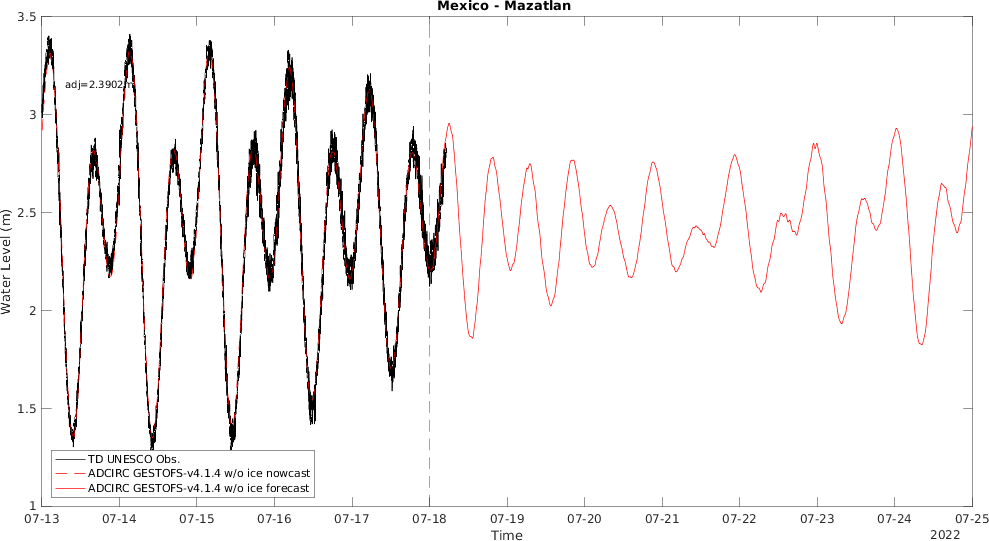 Mexico - Mazatlan
3.5
3
2.5
2
1.5
1
Water Level (m)
adj=2.3902m
TD UNESCO Obs.
ADCIRC GESTOFS-v4.1.4 w/o ice nowcast
ADCIRC GESTOFS-v4.1.4 w/o ice forecast
07-13 07-14 07-15 07-16 07-17 07-18 07-19 07-20 07-21 07-22 07-23 07-24 07-25
Time
2022